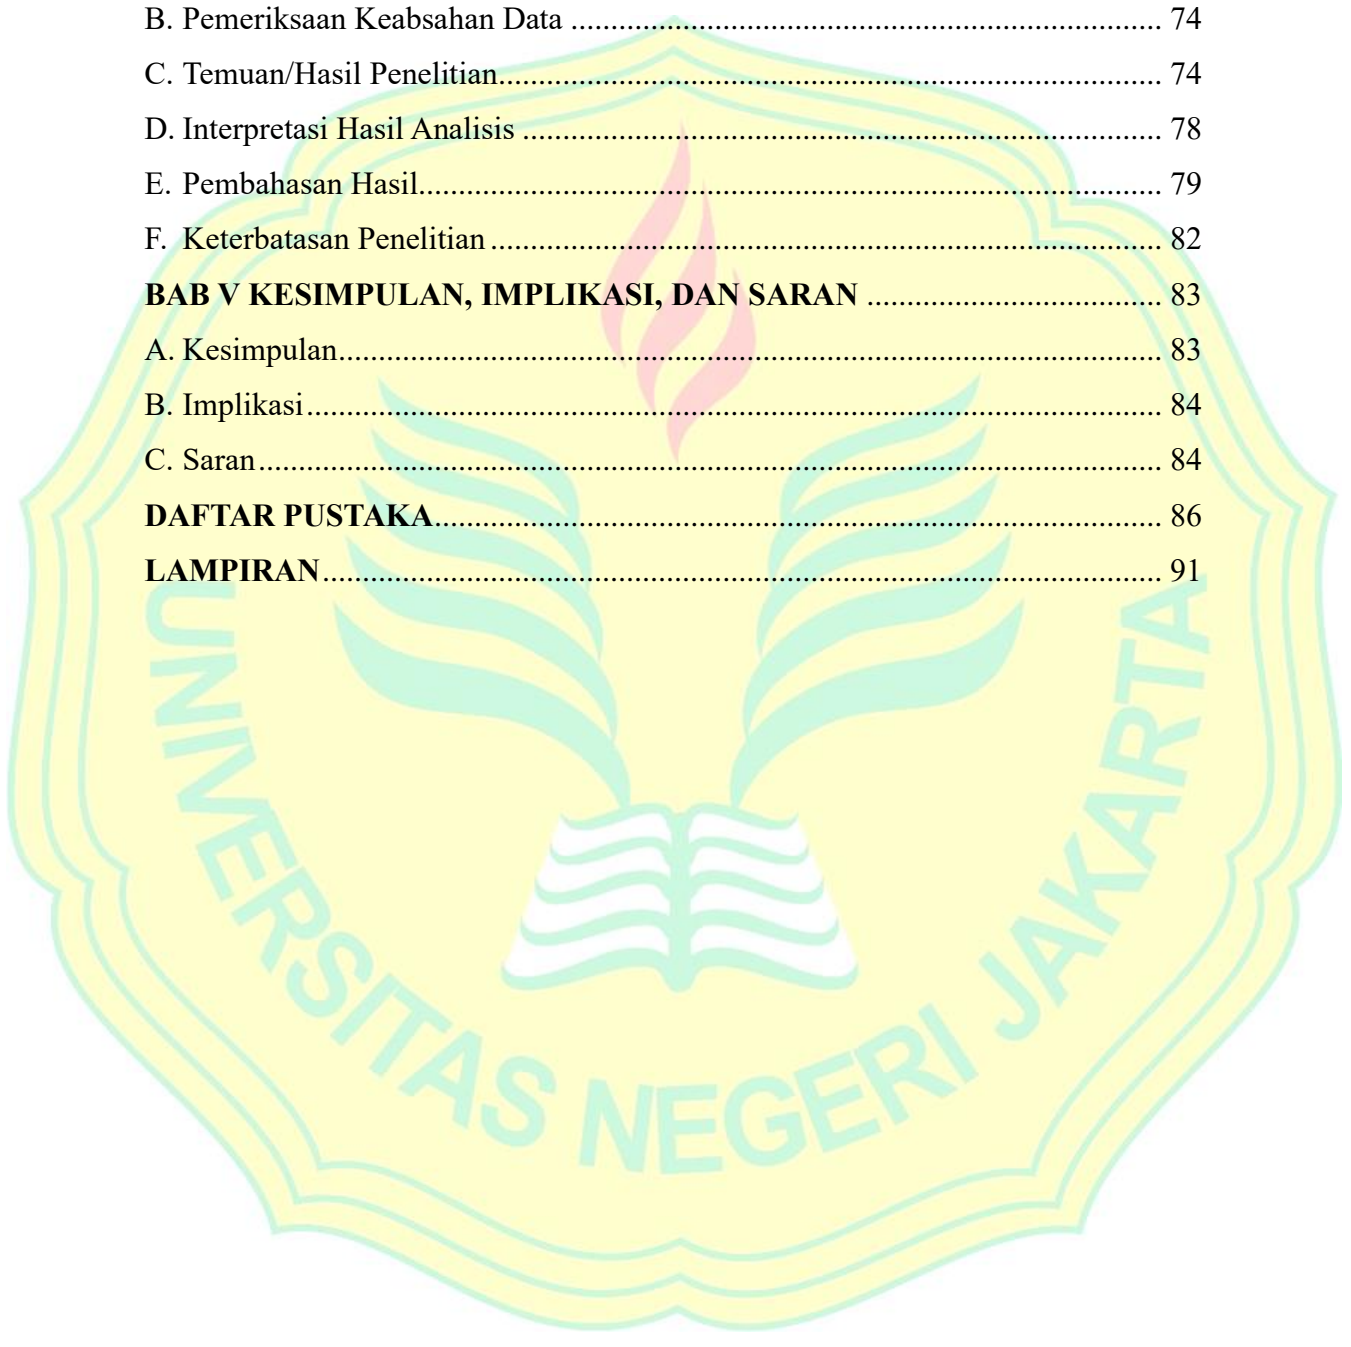 B. Pemeriksaan Keabsahan Data ........................................................................... 74
C. Temuan/Hasil Penelitian.................................................................................... 74
D. Interpretasi Hasil Analisis ................................................................................. 78
E. Pembahasan Hasil.............................................................................................. 79
F. Keterbatasan Penelitian ..................................................................................... 82
BAB V KESIMPULAN, IMPLIKASI, DAN SARAN ..................................... 83
A. Kesimpulan........................................................................................................ 83
B. Implikasi............................................................................................................ 84
C. Saran.................................................................................................................. 84
DAFTAR PUSTAKA............................................................................................ 86
LAMPIRAN.......................................................................................................... 91
UNIVERSITAS NEGERI JAKARTA